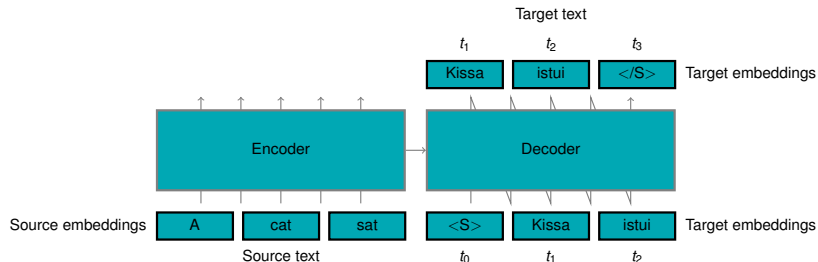 Target text
t1 t2 t3
Kissa istui </S> Target embeddings
Encoder Decoder
Source embeddings A cat sat <S> Kissa istui Target embeddings
Source text t0 t1 t2